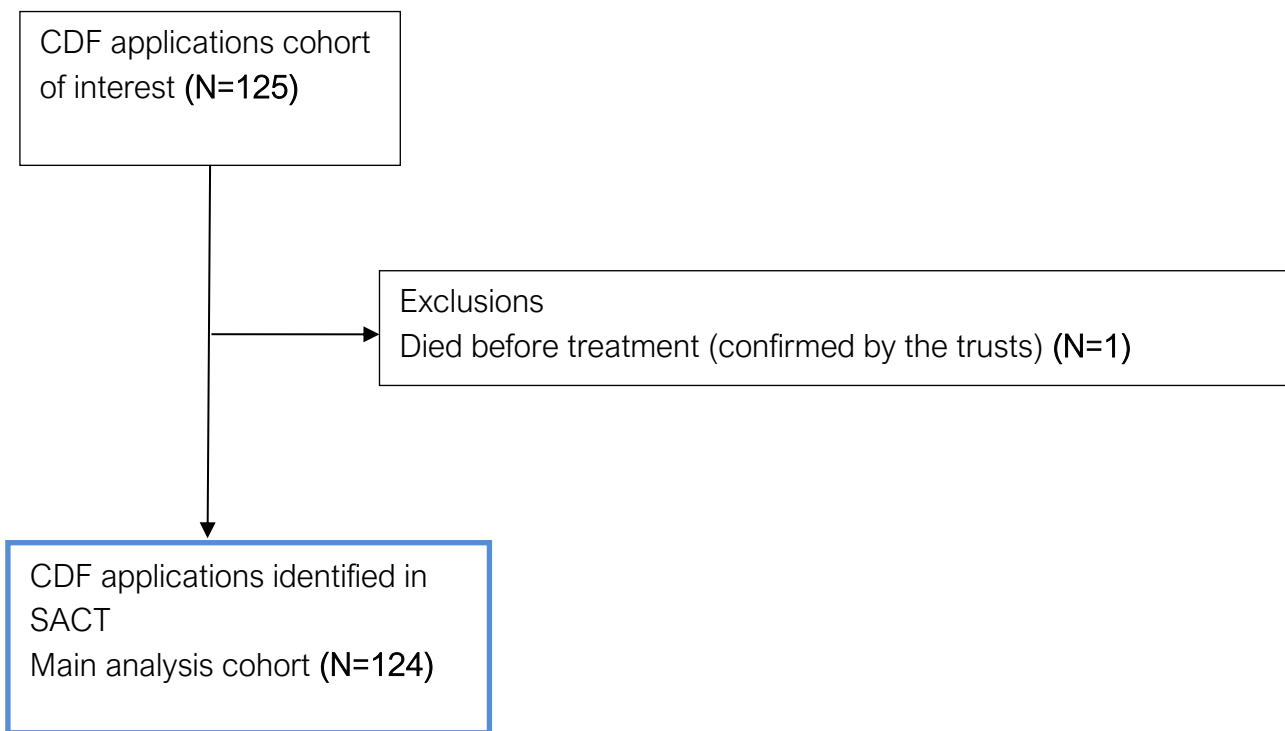 CDF applications cohort
of interest (N=125)
Exclusions
Died before treatment (confirmed by the trusts) (N=1)
CDF applications identified in
SACT
Main analysis cohort (N=124)